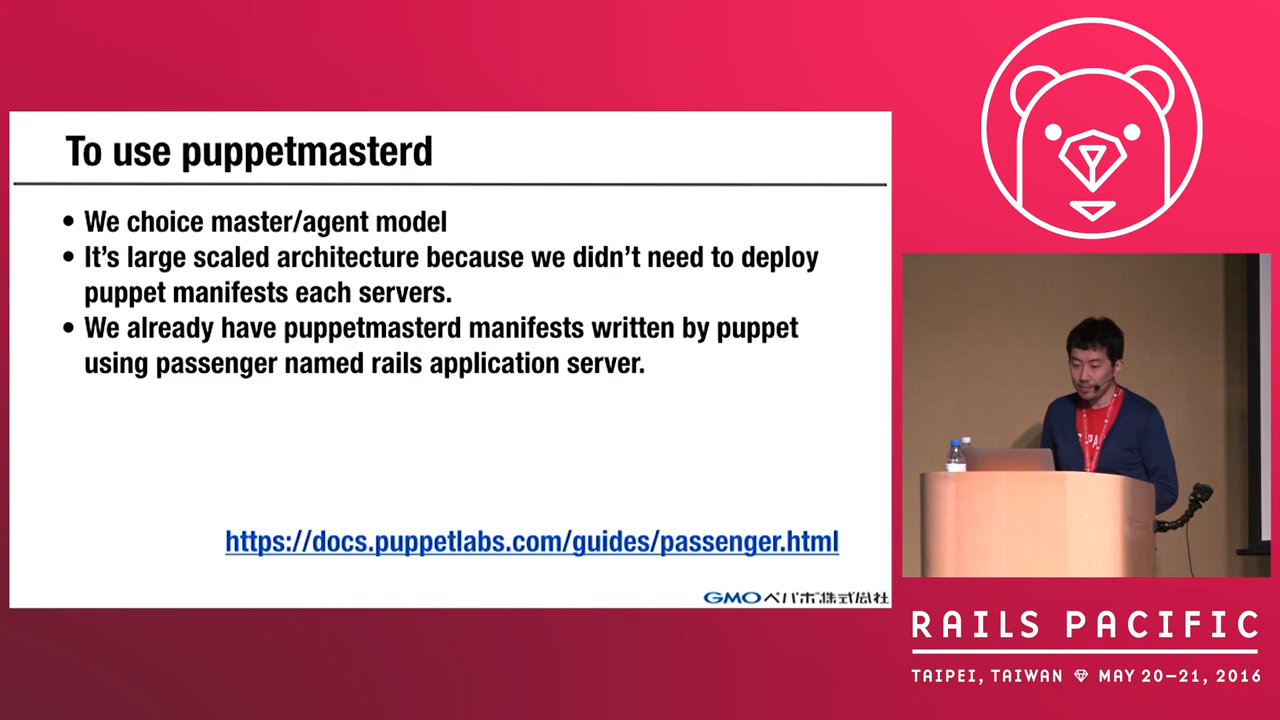 To use puppetmasterd
• We choice master/agent model
• It's large scaled architecture because we didn't need to deploy
puppet manifests each servers.
• We already have puppetmasterd manifests written by puppet
using passenger named rails application server.
https://docs.puppetlabs.com/guides/passenger.html
GMOペパボ株式会社
RAILS PACIFIC
TAIPEI, TAIWAN MAY 20–21, 2016